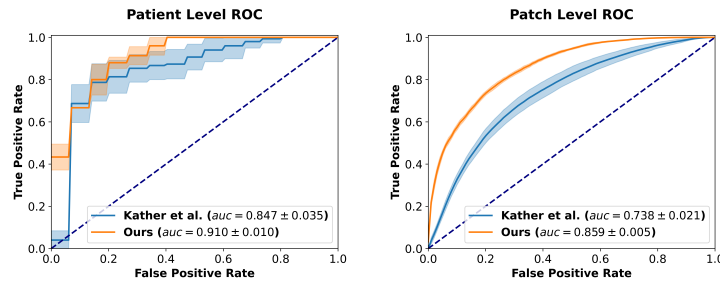 Patient Level ROC
1.0
0.8
0.6
0.4
0.2
0.0
True Positive Rate
Kather et al. (auc = 0.847 ± 0.035)
Ours (auc = 0.910 ± 0.010)
0.0 0.2 0.4 0.6 0.8 1.0
False Positive Rate
Patch Level ROC
1.0
0.8
0.6
0.4
0.2
0.0
True Positive Rate
Kather et al. (auc = 0.738 ± 0.021)
Ours (auc = 0.859 ± 0.005)
0.0 0.2 0.4 0.6 0.8 1.0
False Positive Rate